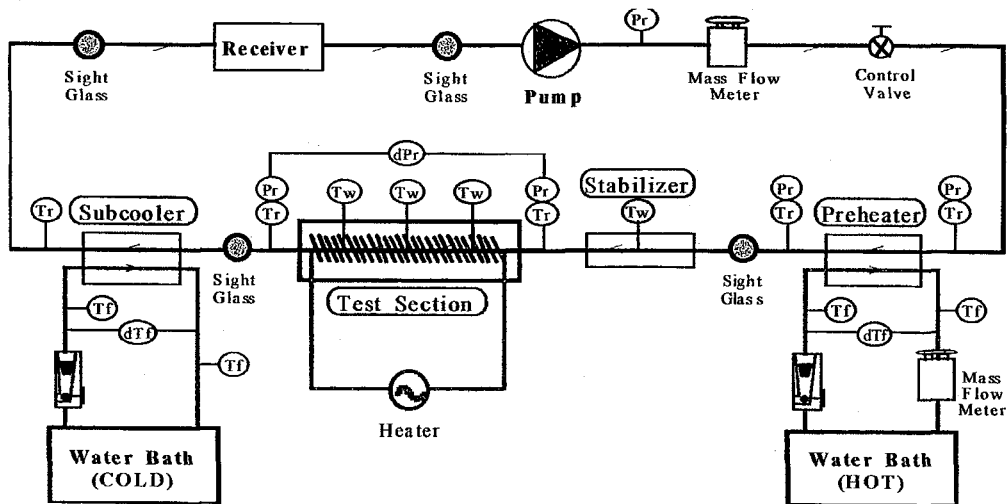 Pr
Receiver
Sight
Glass
Sight
Glass
Pump
Mass Flow
Meter
Control
Valve
dPr
Pr
Tr
Tw
Tw
Tw
Pr
Tr
Stabilizer
Tw
Pr
Tr
Preheater
Pr
Tr
Tr
Subcooler
Sight
Glass
Test Section
Sight
Glass
Tf
dTf
Tf
Heater
Tf
Tf
dTf
Mass
Flow
Meter
Water Bath
(COLD)
Water Bath
(HOT)